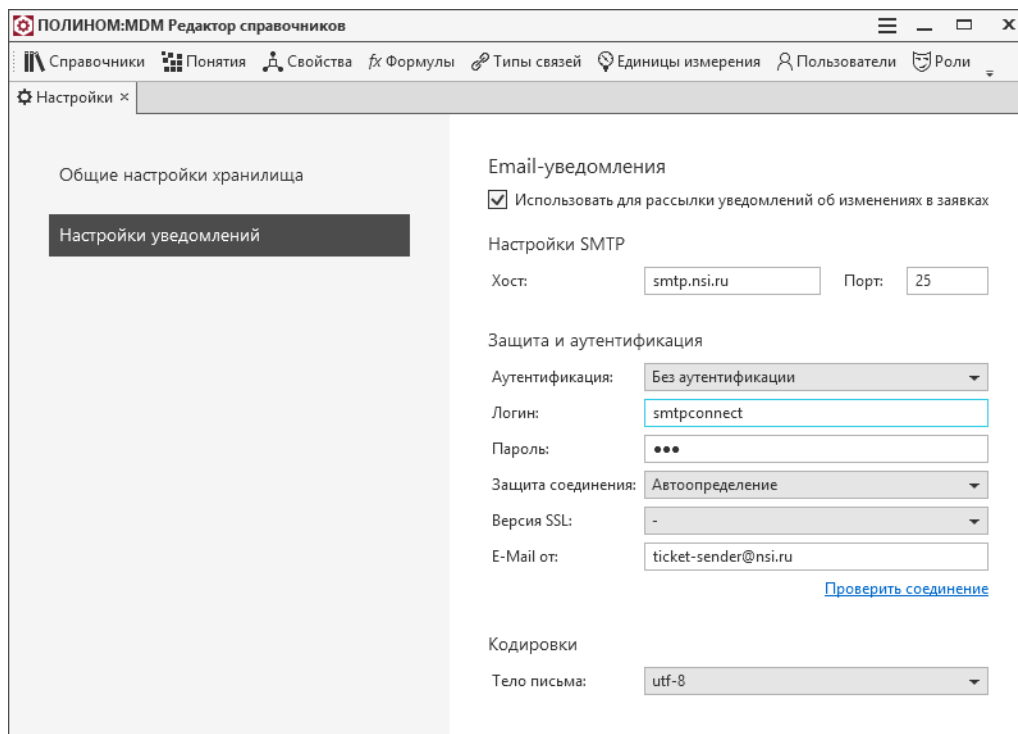 ПОЛИНОМ:MDM Редактор справочников
Справочники Понятия Свойства fx Формулы Типы связей Единицы измерения Пользователи Роли
Настройки ×
Общие настройки хранилища
Настройки уведомлений
Email-уведомления
Использовать для рассылки уведомлений об изменениях в заявках
Настройки SMTP
Хост: smtp.nsi.ru Порт: 25
Защита и аутентификация
Аутентификация: Без аутентификации
Логин: smtpconnect
Пароль: •••
Защита соединения: Автоопределение
Версия SSL: -
E-Mail от: ticket-sender@nsi.ru
Проверить соединение
Кодировки
Тело письма: utf-8